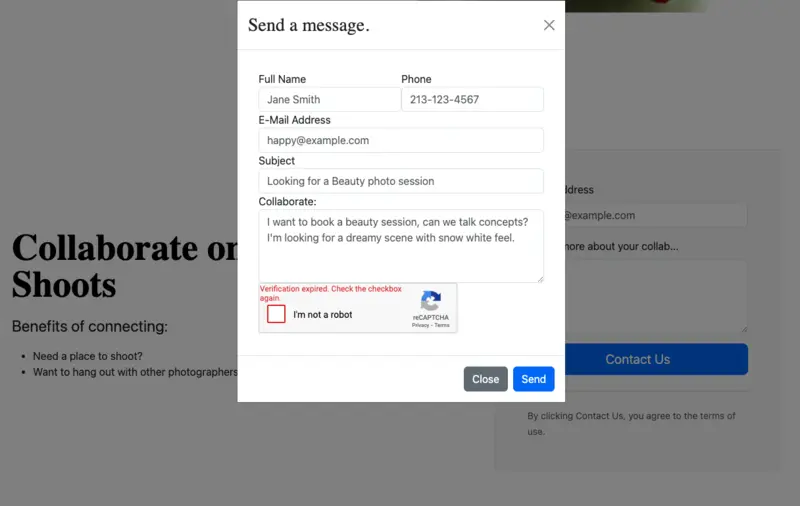 Send a message.
Full Name
Phone
Jane Smith
213-123-4567
E-Mail Address
happy@example.com
Subject
Looking for a Beauty photo session
Collaborate:
I want to book a beauty session, can we talk concepts?
I'm looking for a dreamy scene with snow white feel.
Verification expired. Check the checkbox
again.
I'm not a robot
reCAPTCHA
Privacy - Terms
Close
Send
Collaborate on
Shoots
Benefits of connecting:
Need a place to shoot?
Want to hang out with other photographers
@example.com
more about your collab...
Contact Us
By clicking Contact Us, you agree to the terms of
use.